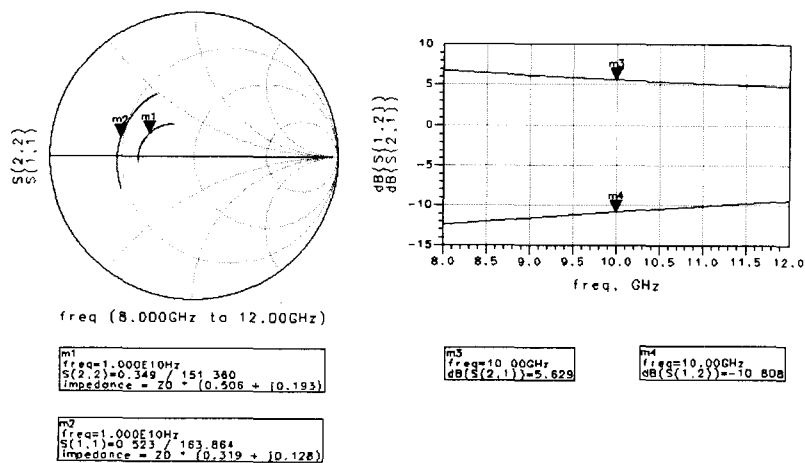 S{2,2}
S{1,1}
m2 m1
freq (8.000GHz to 12.00GHz)
m1
freq=1.000E10Hz
S(2,2)=0.349 / 151.360
impedance = Z0 * (0.506 + j0.193)
m2
freq=1.000E10Hz
S(1,1)=0 523 / 163.864
impedance = Z0 * (0.319 + j0.128)
dB{S{1,2}}
dB{S{2,1}}
10
5
0
-5
-10
-15
m3
m4
8.0 8.5 9.0 9.5 10.0 10.5 11.0 11.5 12.0
freq, GHz
m3
freq=10 00GHz
dB(S(2,1))=5.629
m4
freq=10,00GHz
dB(S(1,2))=-10 808